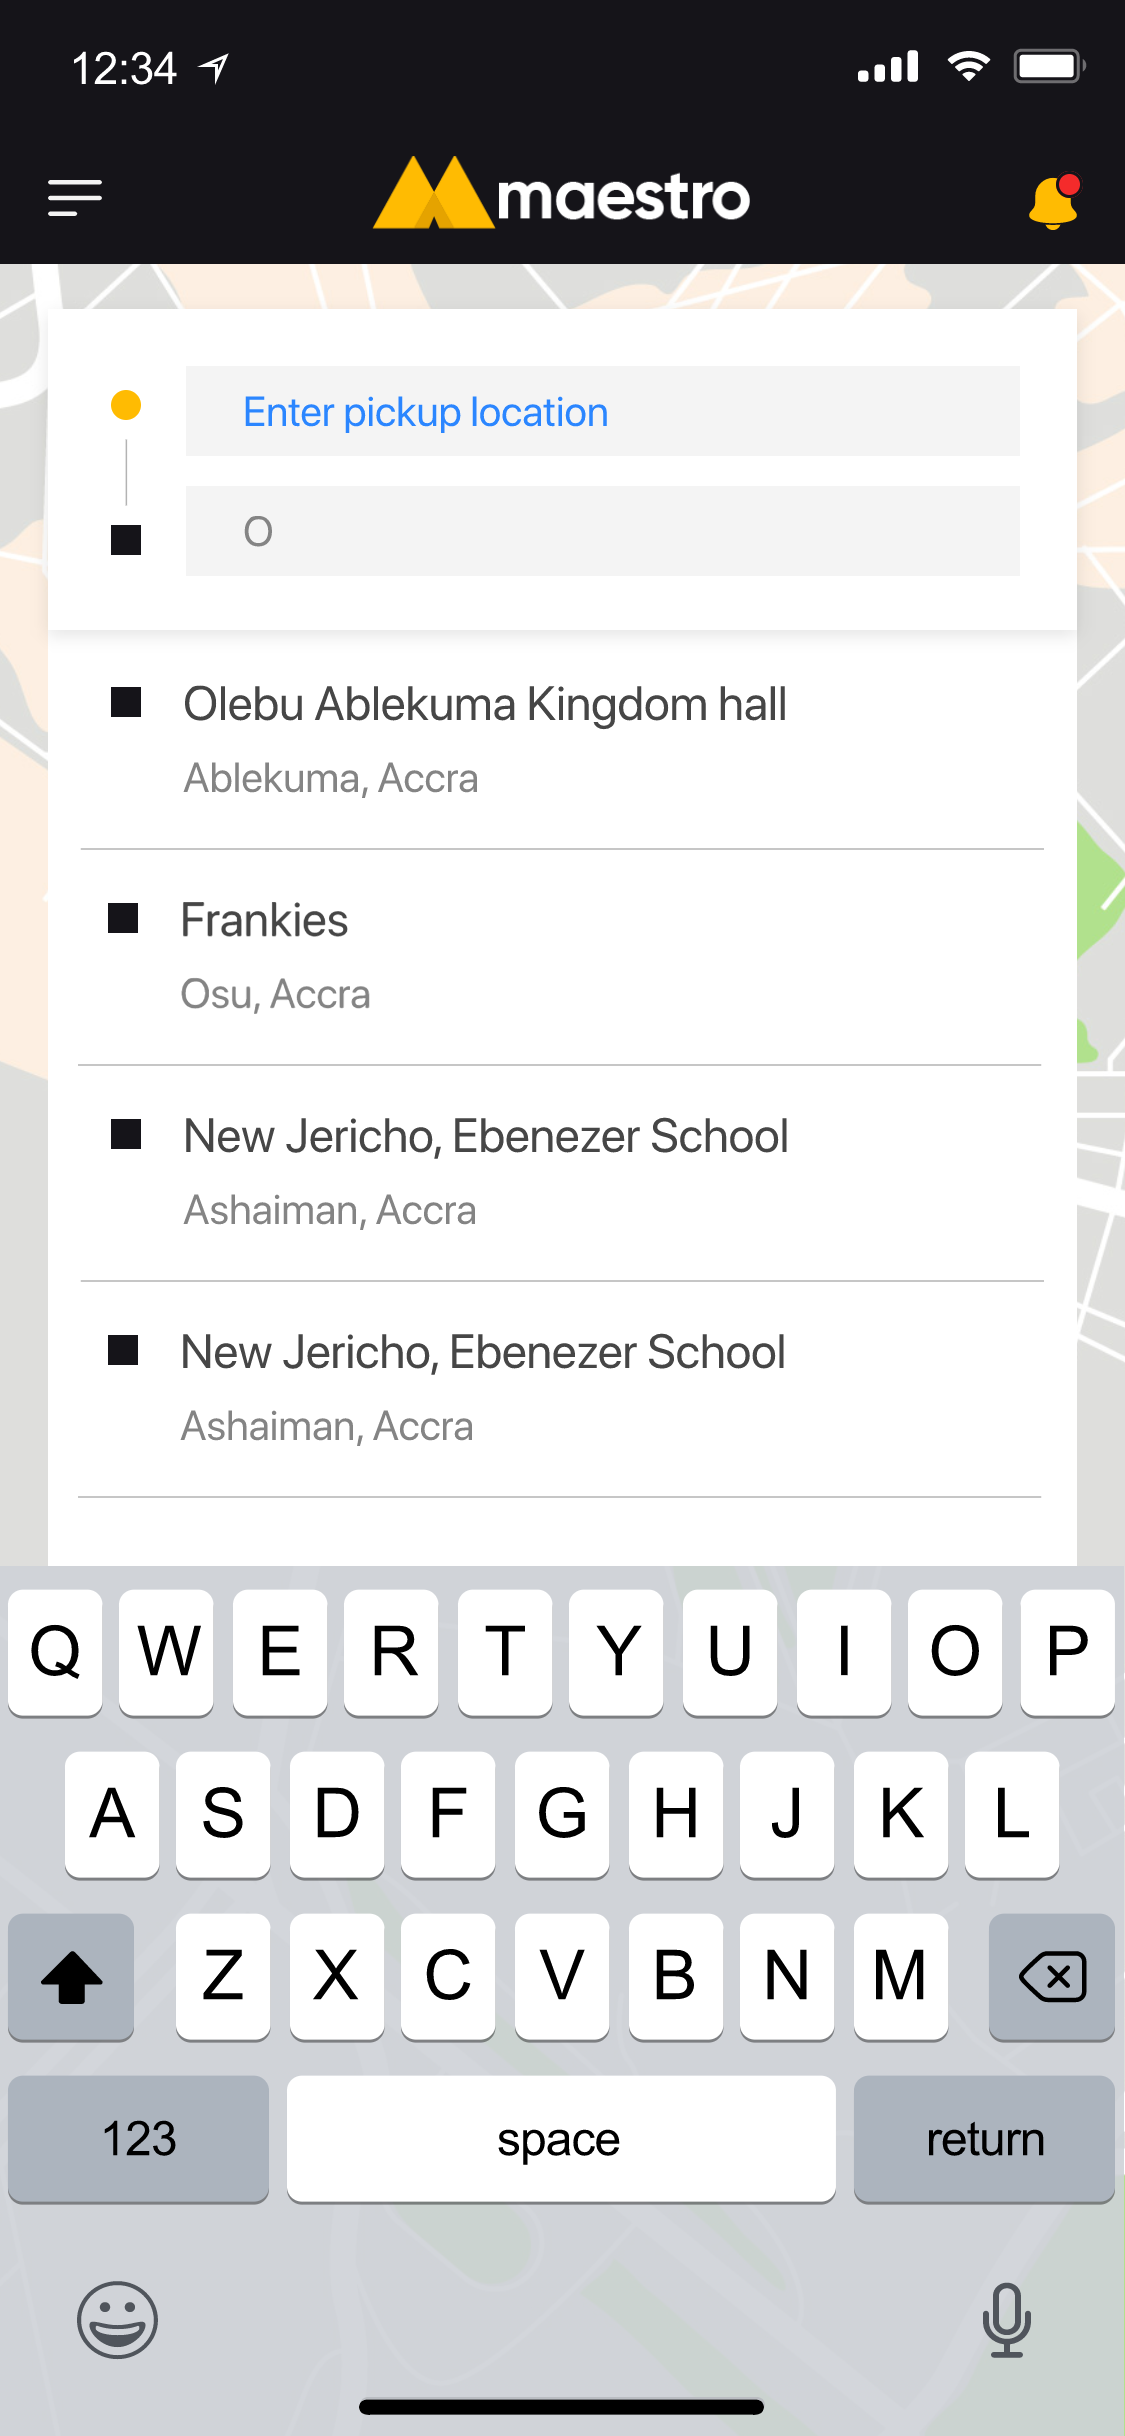 12:34
maestro
Enter pickup location
O
Olebu Ablekuma Kingdom hall
Ablekuma, Accra
Frankies
Osu, Accra
New Jericho, Ebenezer School
Ashaiman, Accra
New Jericho, Ebenezer School
Ashaiman, Accra
Q W E R T Y U I O P
A S D F G H J K L
Z X C V B N M
123 space return